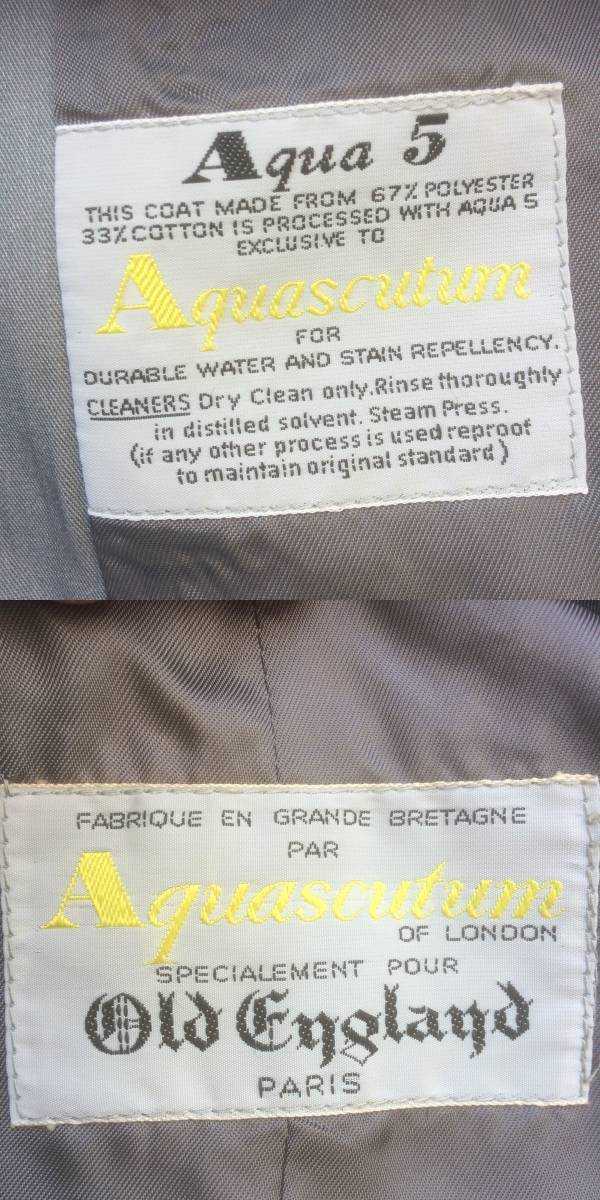 Aqua 5
THIS COAT MADE FROM 67% POLYESTER
33% COTTON IS PROCESSED WITH AQUA 5
EXCLUSIVE TO
Aquascutum
FOR
DURABLE WATER AND STAIN REPELLENCY.
CLEANERS Dry Clean only. Rinse thoroughly
in distilled solvent. Steam Press.
(if any other process is used reproof
to maintain original standard)
FABRIQUE EN GRANDE BRETAGNE
PAR
Aquascutum
OF LONDON
SPECIALEMENT POUR
Old England
PARIS